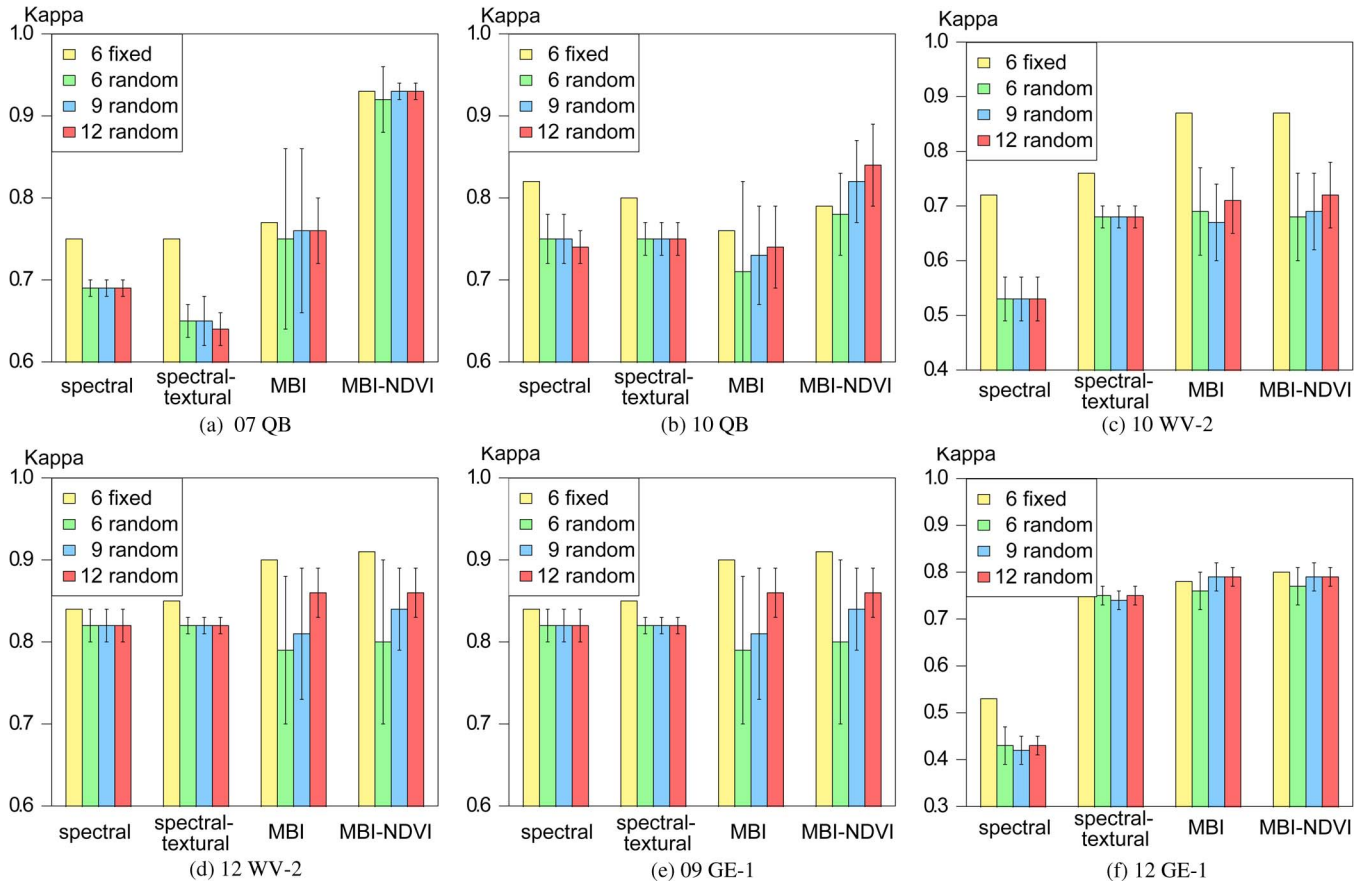 Kappa
1.0
0.9
0.8
0.7
0.6
6 fixed
6 random
9 random
12 random
spectral
spectral-
textural
MBI
MBI-NDVI
(a) 07 QB
Kappa
1.0
0.9
0.8
0.7
0.6
6 fixed
6 random
9 random
12 random
spectral
spectral-
textural
MBI
MBI-NDVI
(b) 10 QB
Kappa
1.0
0.9
0.8
0.7
0.6
0.5
0.4
6 fixed
6 random
9 random
12 random
spectral
spectral-
textural
MBI
MBI-NDVI
(c) 10 WV-2
Kappa
1.0
0.9
0.8
0.7
0.6
6 fixed
6 random
9 random
12 random
spectral
spectral-
textural
MBI
MBI-NDVI
(d) 12 WV-2
Kappa
1.0
0.9
0.8
0.7
0.6
6 fixed
6 random
9 random
12 random
spectral
spectral-
textural
MBI
MBI-NDVI
(e) 09 GE-1
Kappa
1.0
0.9
0.8
0.7
0.6
0.5
0.4
0.3
6 fixed
6 random
9 random
12 random
spectral
spectral-
textural
MBI
MBI-NDVI
(f) 12 GE-1